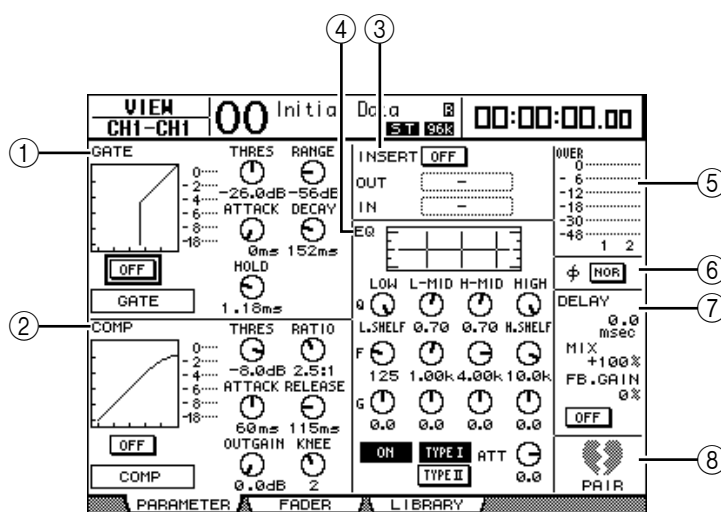 ④ ③
VIEW
CH1-CH1
00 Initial Data R
ST 96K
00:00:00.00
①
GATE
THRES RANGE
0
-2
-4
-6
-8
-18
-26.0dB -56dB
ATTACK DECAY
0ms 152ms
HOLD
1.18ms
OFF
GATE
②
COMP
THRES RATIO
0
-2
-4
-6
-8
-18
-8.0dB 2.5:1
ATTACK RELEASE
60ms 115ms
OUTGAIN KNEE
0.0dB 2
OFF
COMP
INSERT OFF
OUT -
IN -
EQ
LOW L-MID H-MID HIGH
Q
L.SHELF 0.70 0.70 H.SHELF
F
125 1.00k 4.00k 10.0k
G
0.0 0.0 0.0 0.0
ON TYPE I ATT
TYPE II 0.0
OVER
0
-6
-12
-18
-30
-48
1 2
⑤
φ NOR
⑥
DELAY
⑦
0.0
msec
MIX
+100%
FB.GAIN
0%
OFF
PAIR
⑧
PARAMETER FADER LIBRARY